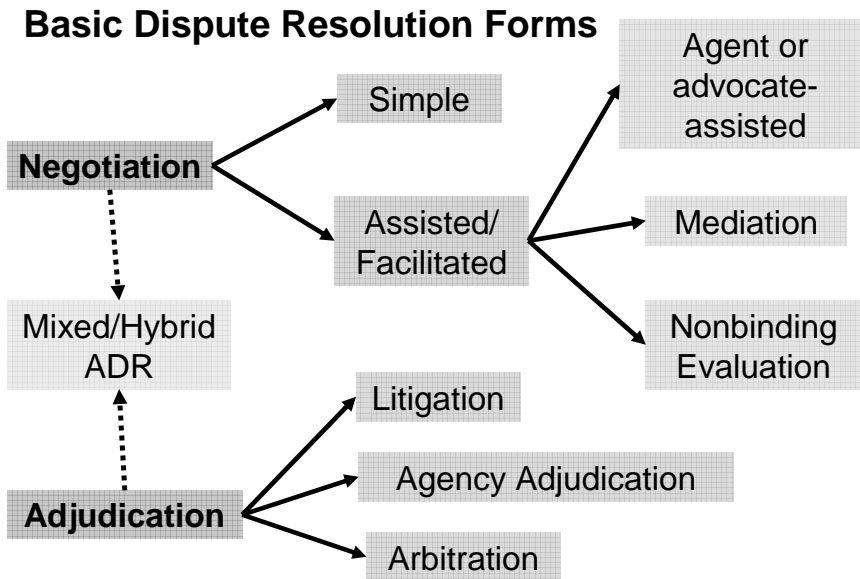 Basic Dispute Resolution Forms
Agent or
advocate-
assisted
Simple
Negotiation
Assisted/
Facilitated
Mediation
Mixed/Hybrid
ADR
Nonbinding
Evaluation
Litigation
Agency Adjudication
Adjudication
Arbitration